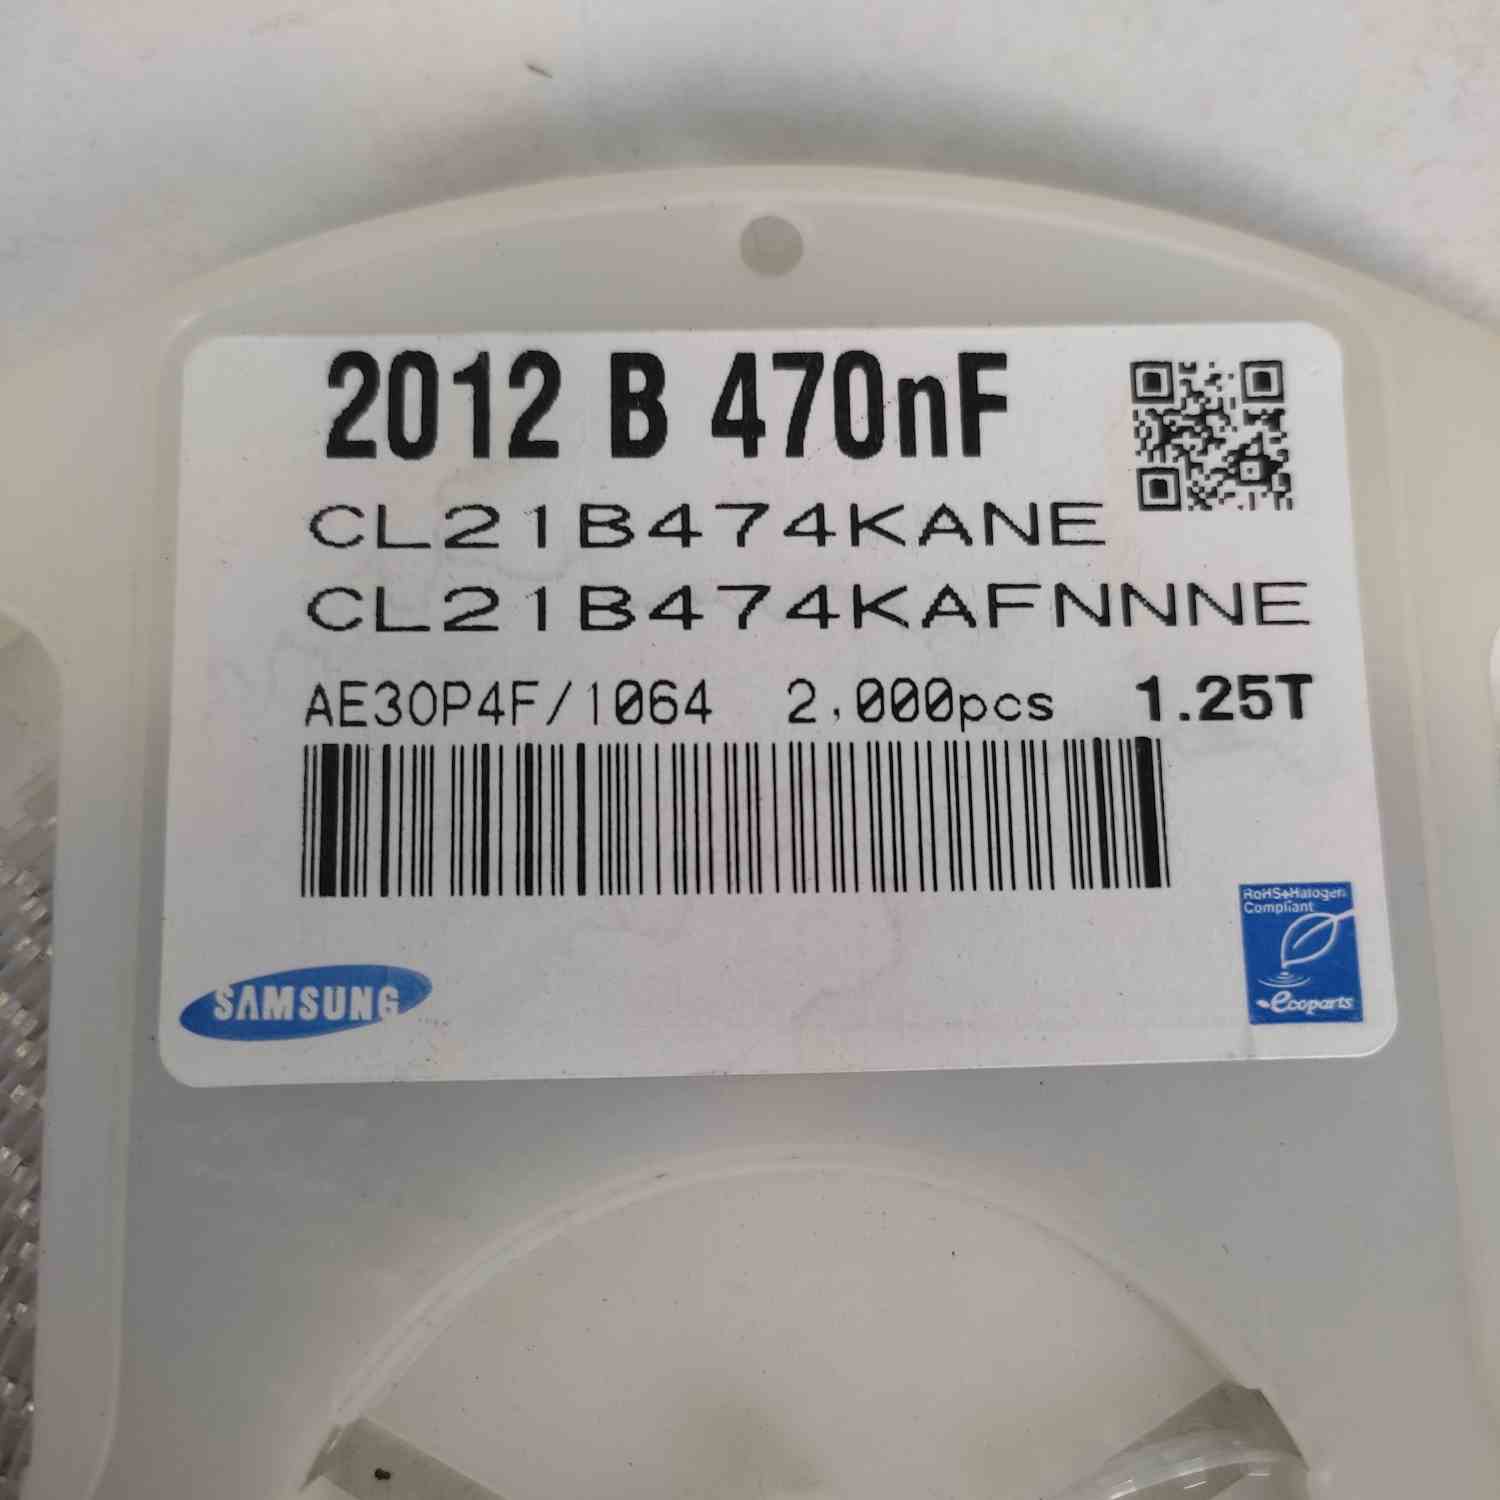 2012 B 470nF
CL21B474KANE
CL21B474KAFNNNE
AE30P4F/1064 2,000pcs 1.25T
RoHS+Halogen
Compliant
ecoparts
SAMSUNG